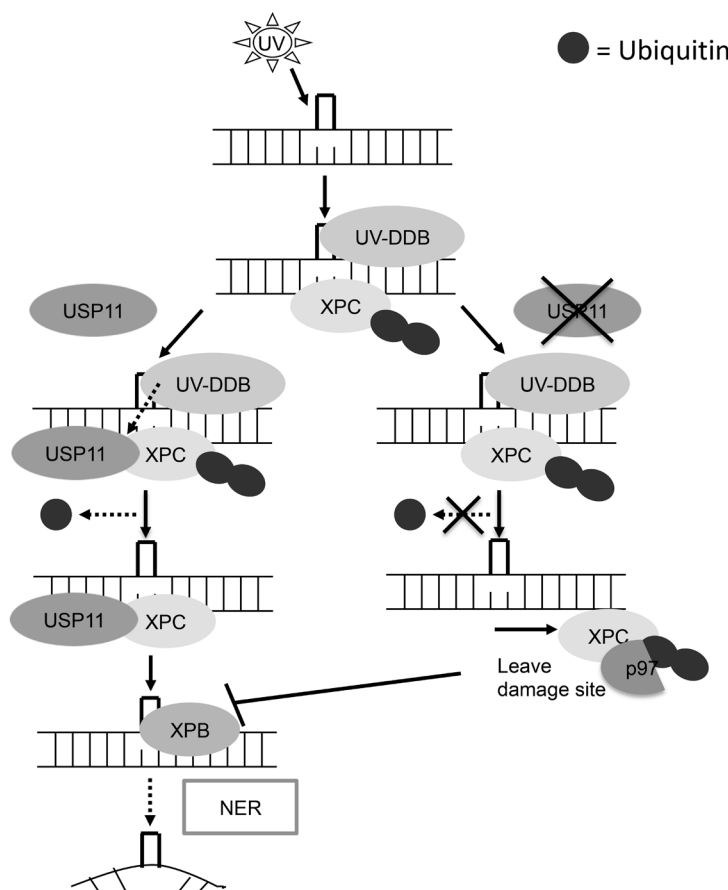 UV
= Ubiquitin
UV-DDB
XPC
USP11
USP11
UV-DDB
USP11
XPC
UV-DDB
XPC
USP11
XPC
XPC
p97
Leave
damage site
XPB
NER